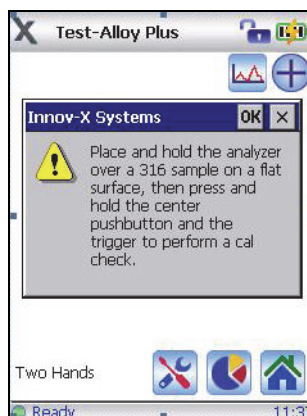 Test-Alloy Plus
Innov-X Systems OK
Place and hold the analyzer
over a 316 sample on a flat
surface, then press and
hold the center
pushbutton and the
trigger to perform a cal
check.
Two Hands
Ready